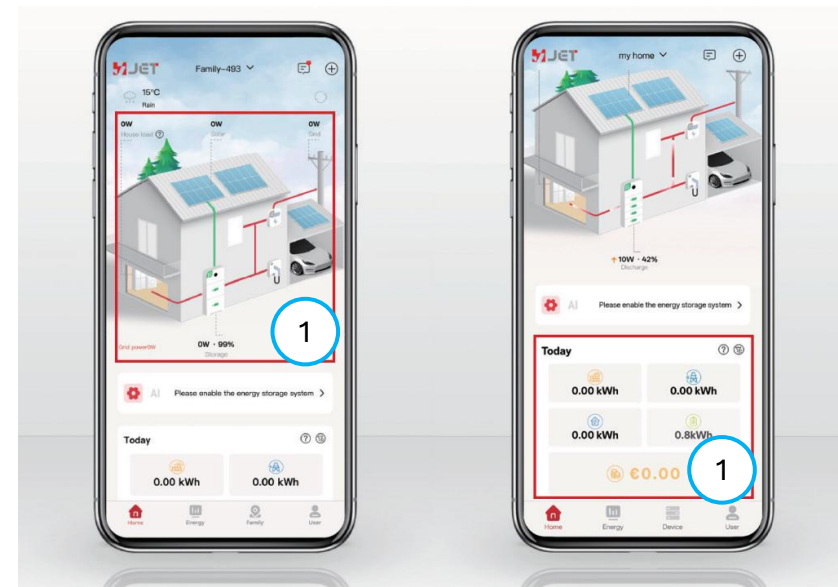 JET
Family-493
15°C
Rain
0W
House load ?
0W
Solar
0W
Grid
Grid power0W
0W · 99%
Storage
1
AI Please enable the energy storage system >
Today
?
0.00 kWh
0.00 kWh
Home
Energy
Family
User
JET
my home
10W · 42%
Discharge
AI Please enable the energy storage system >
Today
?
0.00 kWh
0.00 kWh
0.00 kWh
0.8kWh
€0.00
1
Home
Energy
Device
User